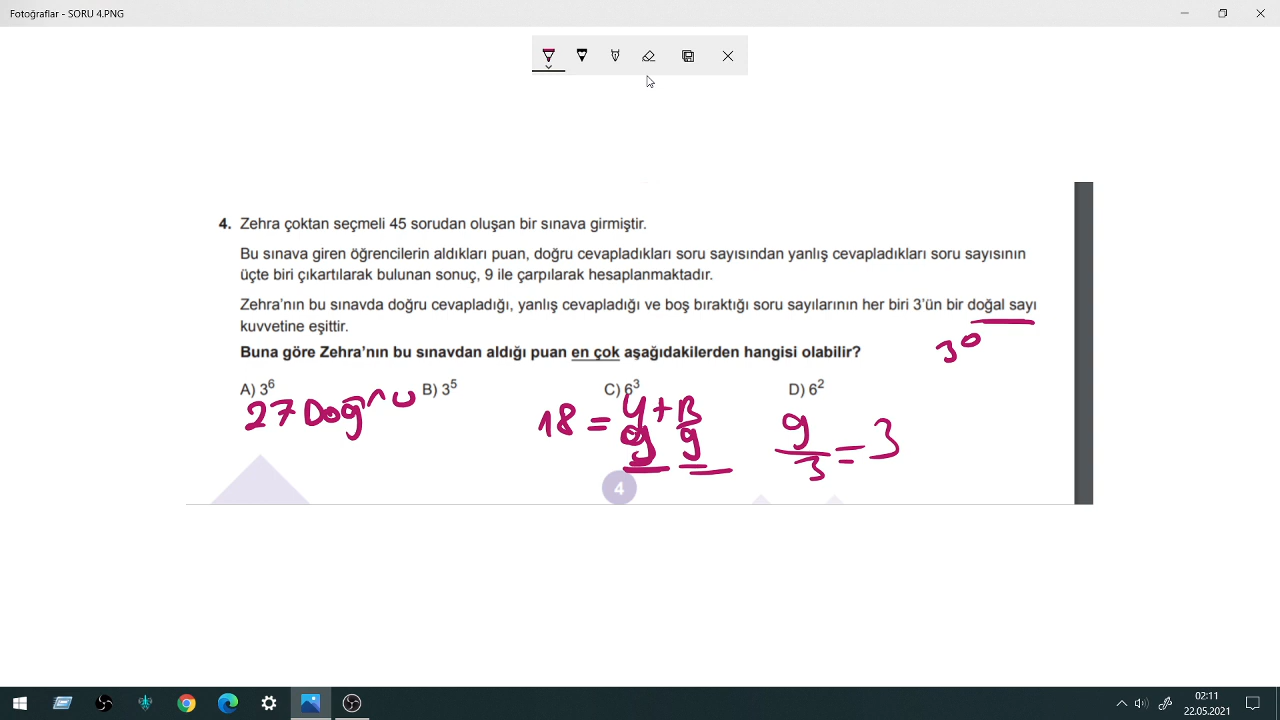 Fotoğraflar - SORU 4.PNG
4. Zehra çoktan seçmeli 45 sorudan oluşan bir sınava girmiştir.
Bu sınava giren öğrencilerin aldıkları puan, doğru cevapladıkları soru sayısından yanlış cevapladıkları soru sayısının
üçte biri çıkartılarak bulunan sonuç, 9 ile çarpılarak hesaplanmaktadır.
Zehra’nın bu sınavda doğru cevapladığı, yanlış cevapladığı ve boş bıraktığı soru sayılarının her biri 3’ün bir doğal sayı
kuvvetine eşittir.
3⁰
Buna göre Zehra’nın bu sınavdan aldığı puan en çok aşağıdakilerden hangisi olabilir?
A) 3⁶ B) 3⁵ C) 6³ D) 6²
27 Doğru 18 = Y + B 9/3 = 3
9 9
4
02:11
22.05.2021